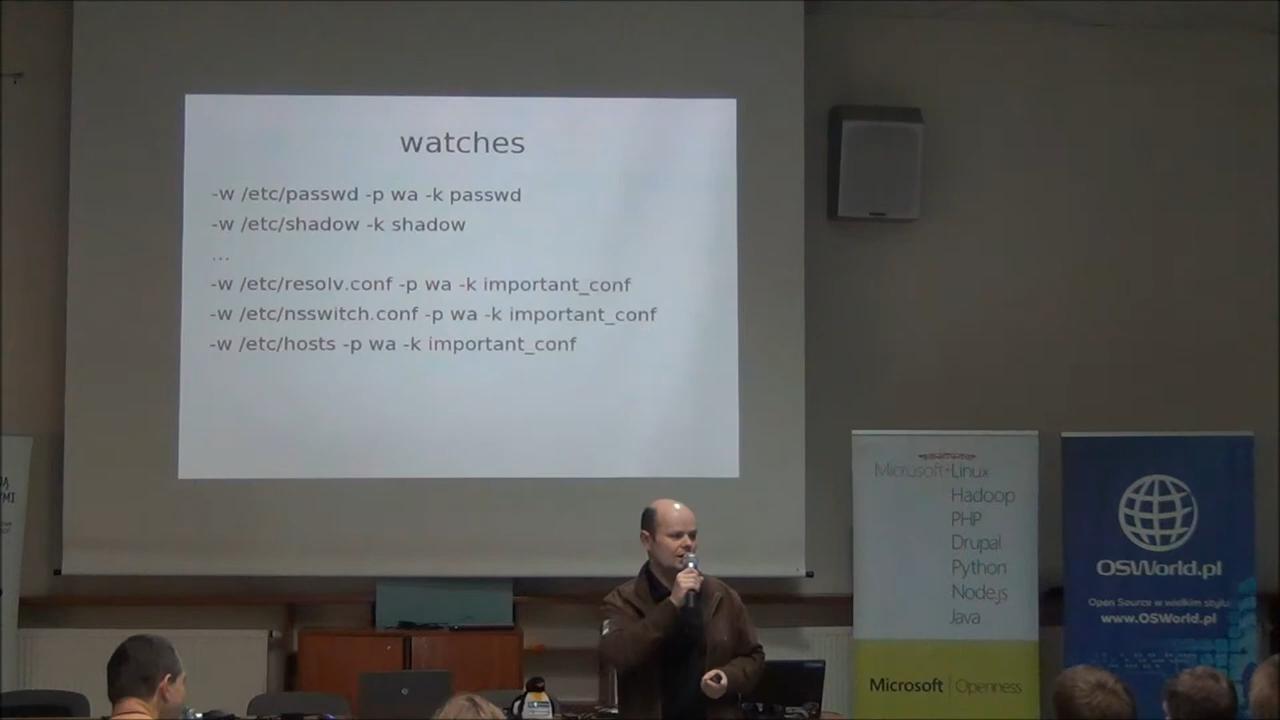 watches
-w /etc/passwd -p wa -k passwd
-w /etc/shadow -k shadow
...
-w /etc/resolv.conf -p wa -k important_conf
-w /etc/nsswitch.conf -p wa -k important_conf
-w /etc/hosts -p wa -k important_conf
Microsoft+Linux
Hadoop
PHP
Drupal
Python
Node.js
Java
Microsoft | Openness
OSWorld.pl
Open Source w wielkim stylu
www.OSWorld.pl